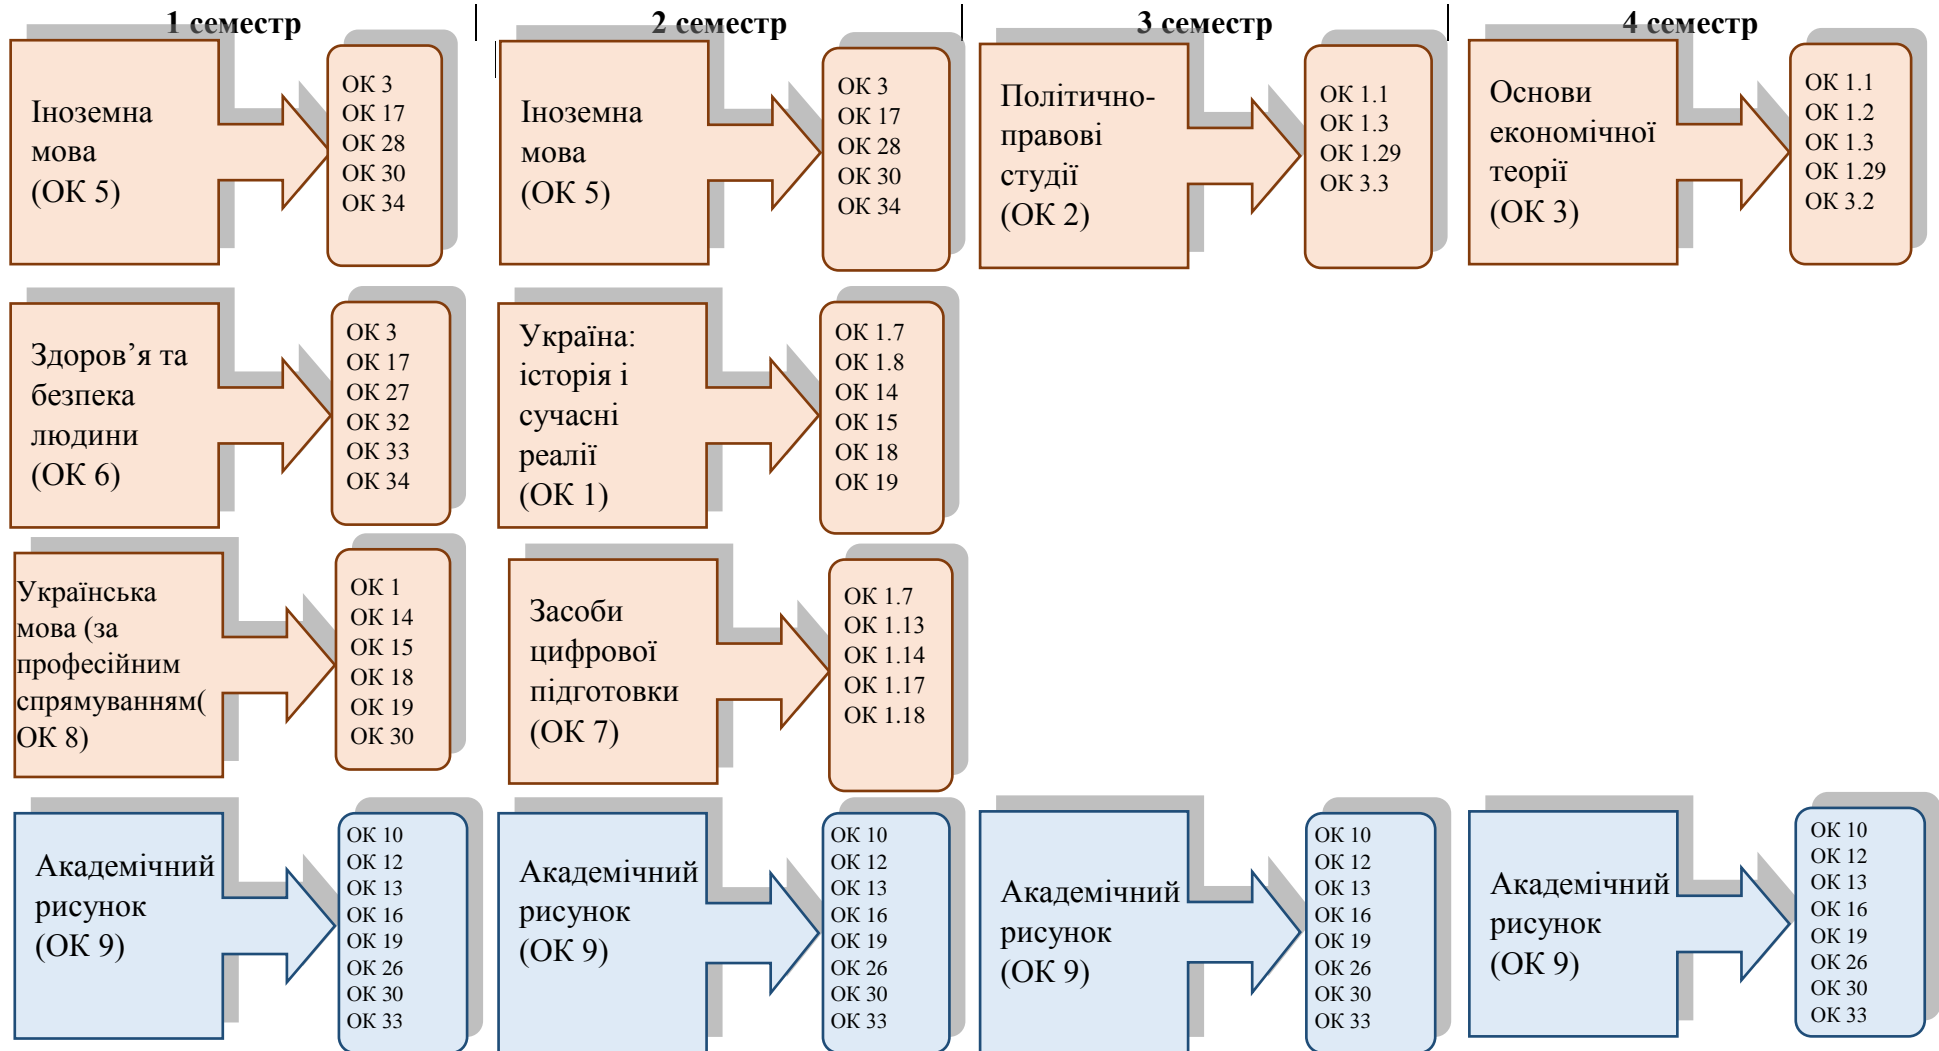 1 семестр
2 семестр
3 семестр
4 семестр
Іноземна
мова
(ОК 5)
ОК 3
ОК 17
ОК 28
ОК 30
ОК 34
Іноземна
мова
(ОК 5)
ОК 3
ОК 17
ОК 28
ОК 30
ОК 34
Політично-
правові
студії
(ОК 2)
ОК 1.1
ОК 1.3
ОК 1.29
ОК 3.3
Основи
економічної
теорії
(ОК 3)
ОК 1.1
ОК 1.2
ОК 1.3
ОК 1.29
ОК 3.2
Здоров’я та
безпека
людини
(ОК 6)
ОК 3
ОК 17
ОК 27
ОК 32
ОК 33
ОК 34
Україна:
історія і
сучасні
реалії
(ОК 1)
ОК 1.7
ОК 1.8
ОК 14
ОК 15
ОК 18
ОК 19
Українська
мова (за
професійним
спрямуванням(
ОК 8)
ОК 1
ОК 14
ОК 15
ОК 18
ОК 19
ОК 30
Засоби
цифрової
підготовки
(ОК 7)
ОК 1.7
ОК 1.13
ОК 1.14
ОК 1.17
ОК 1.18
Академічний
рисунок
(ОК 9)
ОК 10
ОК 12
ОК 13
ОК 16
ОК 19
ОК 26
ОК 30
ОК 33
Академічний
рисунок
(ОК 9)
ОК 10
ОК 12
ОК 13
ОК 16
ОК 19
ОК 26
ОК 30
ОК 33
Академічний
рисунок
(ОК 9)
ОК 10
ОК 12
ОК 13
ОК 16
ОК 19
ОК 26
ОК 30
ОК 33
Академічний
рисунок
(ОК 9)
ОК 10
ОК 12
ОК 13
ОК 16
ОК 19
ОК 26
ОК 30
ОК 33